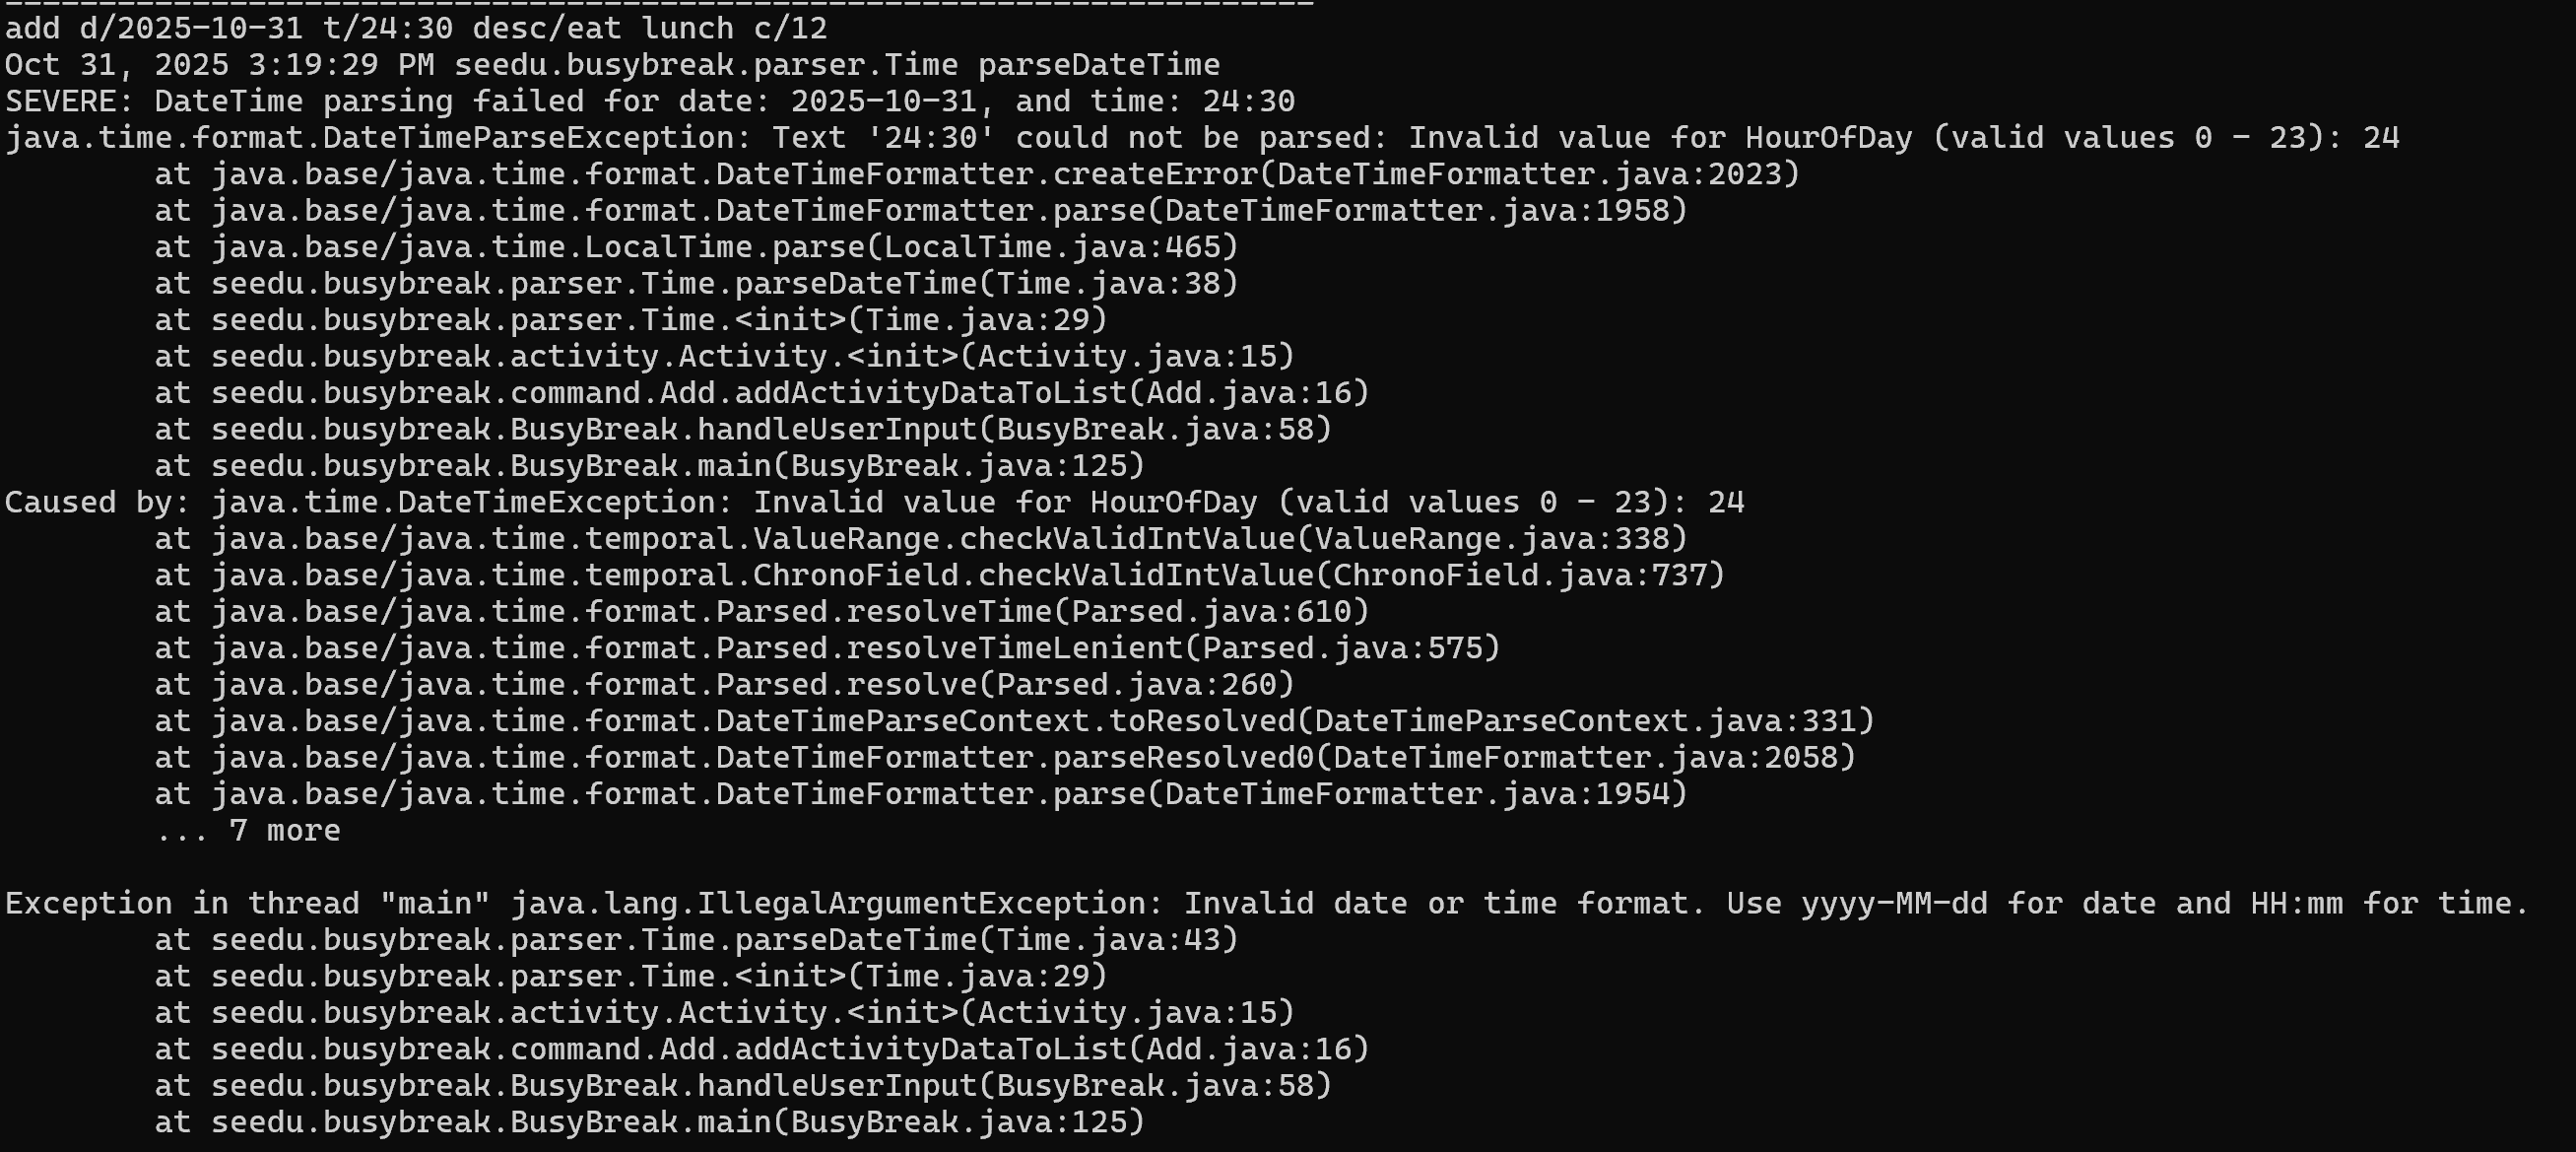 add d/2025-10-31 t/24:30 desc/eat lunch c/12
Oct 31, 2025 3:19:29 PM seedu.busybreak.parser.Time parseDateTime
SEVERE: DateTime parsing failed for date: 2025-10-31, and time: 24:30
java.time.format.DateTimeParseException: Text '24:30' could not be parsed: Invalid value for HourOfDay (valid values 0 - 23): 24
        at java.base/java.time.format.DateTimeFormatter.createError(DateTimeFormatter.java:2023)
        at java.base/java.time.format.DateTimeFormatter.parse(DateTimeFormatter.java:1958)
        at java.base/java.time.LocalTime.parse(LocalTime.java:465)
        at seedu.busybreak.parser.Time.parseDateTime(Time.java:38)
        at seedu.busybreak.parser.Time.<init>(Time.java:29)
        at seedu.busybreak.activity.Activity.<init>(Activity.java:15)
        at seedu.busybreak.command.Add.addActivityDataToList(Add.java:16)
        at seedu.busybreak.BusyBreak.handleUserInput(BusyBreak.java:58)
        at seedu.busybreak.BusyBreak.main(BusyBreak.java:125)
Caused by: java.time.DateTimeException: Invalid value for HourOfDay (valid values 0 - 23): 24
        at java.base/java.time.temporal.ValueRange.checkValidIntValue(ValueRange.java:338)
        at java.base/java.time.temporal.ChronoField.checkValidIntValue(ChronoField.java:737)
        at java.base/java.time.format.Parsed.resolveTime(Parsed.java:610)
        at java.base/java.time.format.Parsed.resolveTimeLenient(Parsed.java:575)
        at java.base/java.time.format.Parsed.resolve(Parsed.java:260)
        at java.base/java.time.format.DateTimeParseContext.toResolved(DateTimeParseContext.java:331)
        at java.base/java.time.format.DateTimeFormatter.parseResolved0(DateTimeFormatter.java:2058)
        at java.base/java.time.format.DateTimeFormatter.parse(DateTimeFormatter.java:1954)
        ... 7 more

Exception in thread "main" java.lang.IllegalArgumentException: Invalid date or time format. Use yyyy-MM-dd for date and HH:mm for time.
        at seedu.busybreak.parser.Time.parseDateTime(Time.java:43)
        at seedu.busybreak.parser.Time.<init>(Time.java:29)
        at seedu.busybreak.activity.Activity.<init>(Activity.java:15)
        at seedu.busybreak.command.Add.addActivityDataToList(Add.java:16)
        at seedu.busybreak.BusyBreak.handleUserInput(BusyBreak.java:58)
        at seedu.busybreak.BusyBreak.main(BusyBreak.java:125)